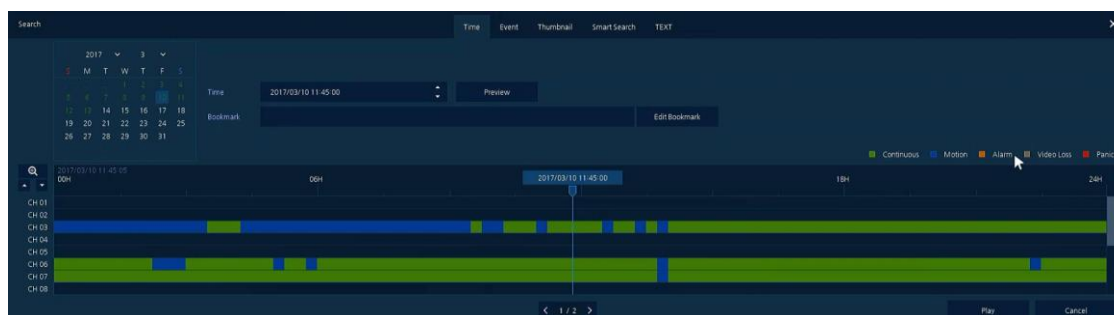 Search
Time Event Thumbnail Smart Search TEXT
2017 3
S M T W T F S
1 2 3 4
5 6 7 8 9 10 11
12 13 14 15 16 17 18
19 20 21 22 23 24 25
26 27 28 29 30 31
Time 2017/03/10 11:45:00 Preview
Bookmark Edit Bookmark
Continuous Motion Alarm Video Loss Panic
2017/03/10 11:45:05
00H 06H 2017/03/10 11:45:00 18H 24H
CH 01
CH 02
CH 03
CH 04
CH 05
CH 06
CH 07
CH 08
1 / 2
Play Cancel